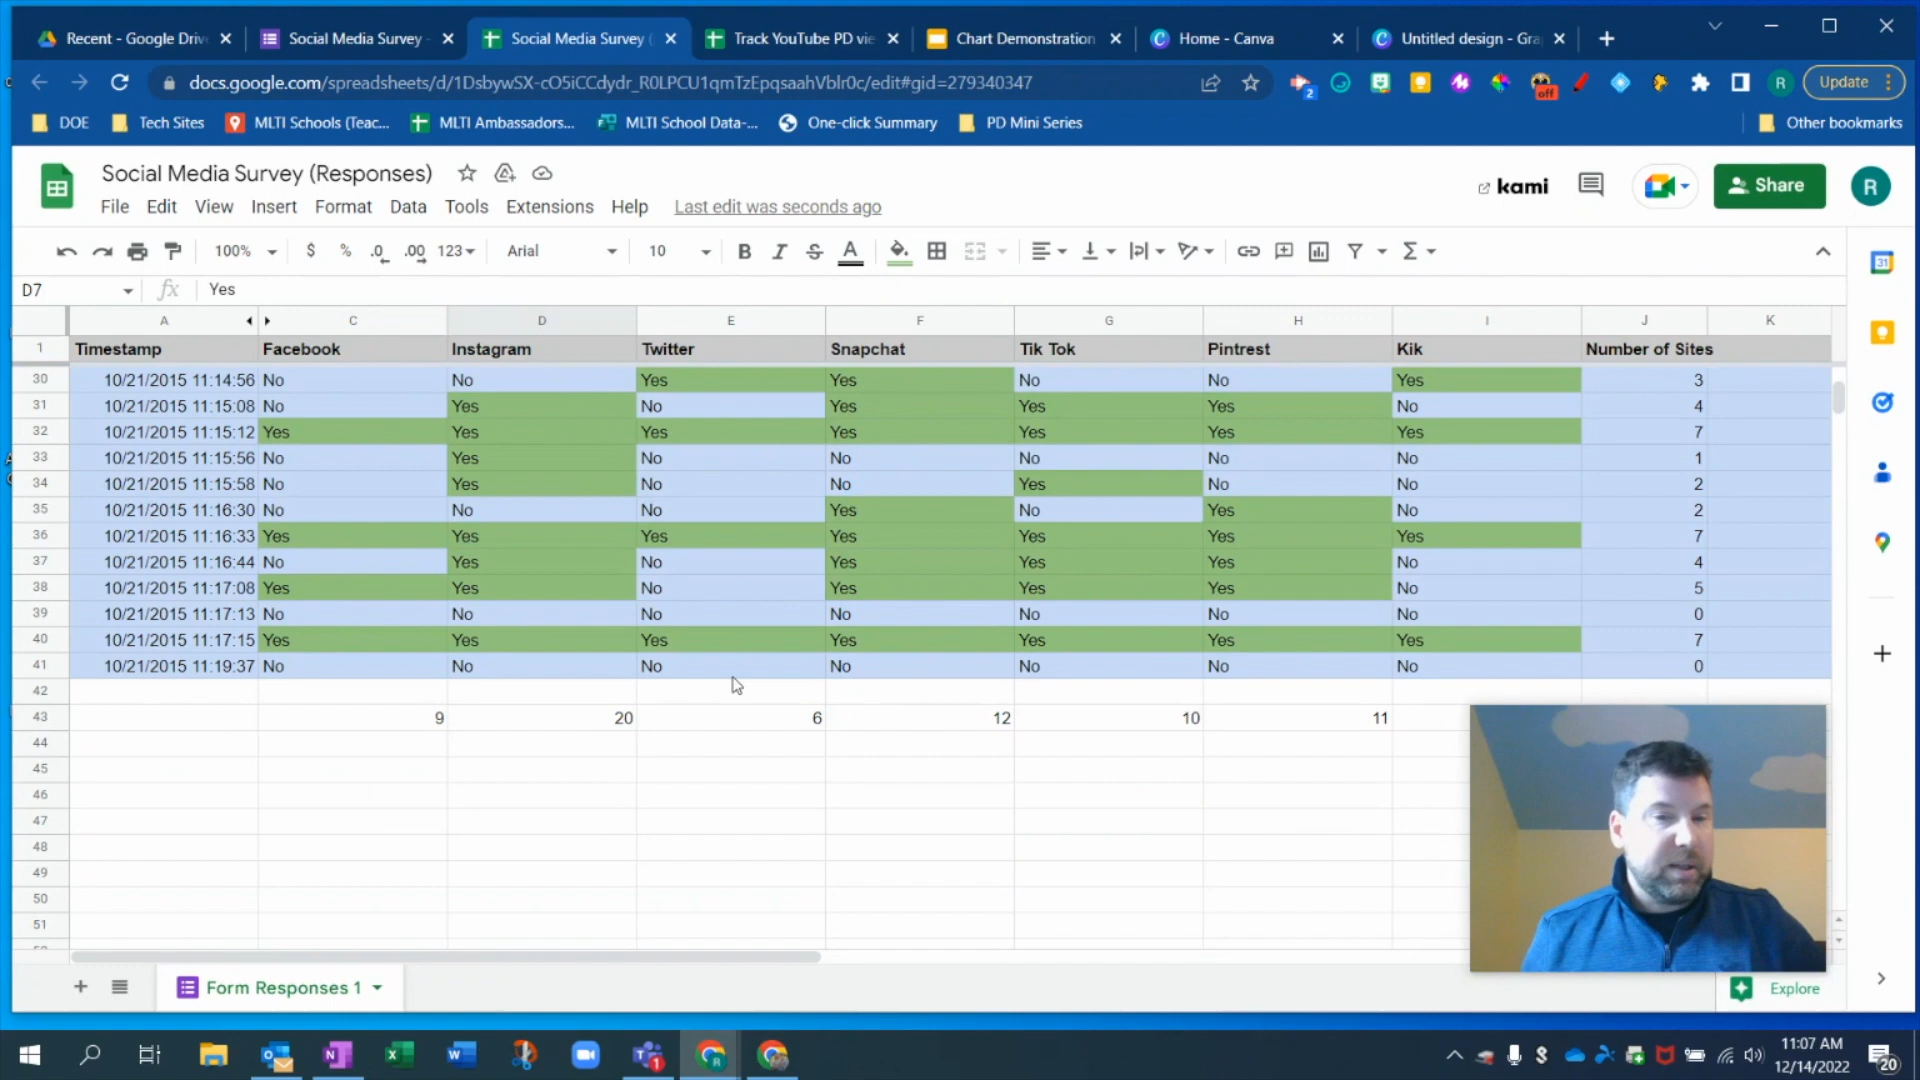 Recent - Google Driv
Social Media Survey -
Social Media Survey (
Track YouTube PD vie
Chart Demonstration
Home - Canva
Untitled design - Gra
docs.google.com/spreadsheets/d/1DsbywSX-cO5iCCdydr_R0LPCU1qmTzEpqsaahVblr0c/edit#gid=279340347
2
off
R
Update
DOE
Tech Sites
MLTI Schools (Teac...
MLTI Ambassadors...
MLTI School Data-...
One-click Summary
PD Mini Series
Other bookmarks
Social Media Survey (Responses)
kami
Share
R
File Edit View Insert Format Data Tools Extensions Help Last edit was seconds ago
100% $ % .0 .00 123 Arial 10 B I S A
31
D7 fx Yes
A C D E F G H I J K
1 Timestamp Facebook Instagram Twitter Snapchat Tik Tok Pintrest Kik Number of Sites
30 10/21/2015 11:14:56 No No Yes Yes No No Yes 3
31 10/21/2015 11:15:08 No Yes No Yes Yes Yes No 4
32 10/21/2015 11:15:12 Yes Yes Yes Yes Yes Yes Yes 7
33 10/21/2015 11:15:56 No Yes No No No No No 1
34 10/21/2015 11:15:58 No Yes No No Yes No No 2
35 10/21/2015 11:16:30 No No No Yes No Yes No 2
36 10/21/2015 11:16:33 Yes Yes Yes Yes Yes Yes Yes 7
37 10/21/2015 11:16:44 No Yes No Yes Yes Yes No 4
38 10/21/2015 11:17:08 Yes Yes No Yes Yes Yes No 5
39 10/21/2015 11:17:13 No No No No No No No 0
40 10/21/2015 11:17:15 Yes Yes Yes Yes Yes Yes Yes 7
41 10/21/2015 11:19:37 No No No No No No No 0
42
43 9 20 6 12 10 11
44
45
46
47
48
49
50
51
Form Responses 1
Explore
11:07 AM
12/14/2022
20